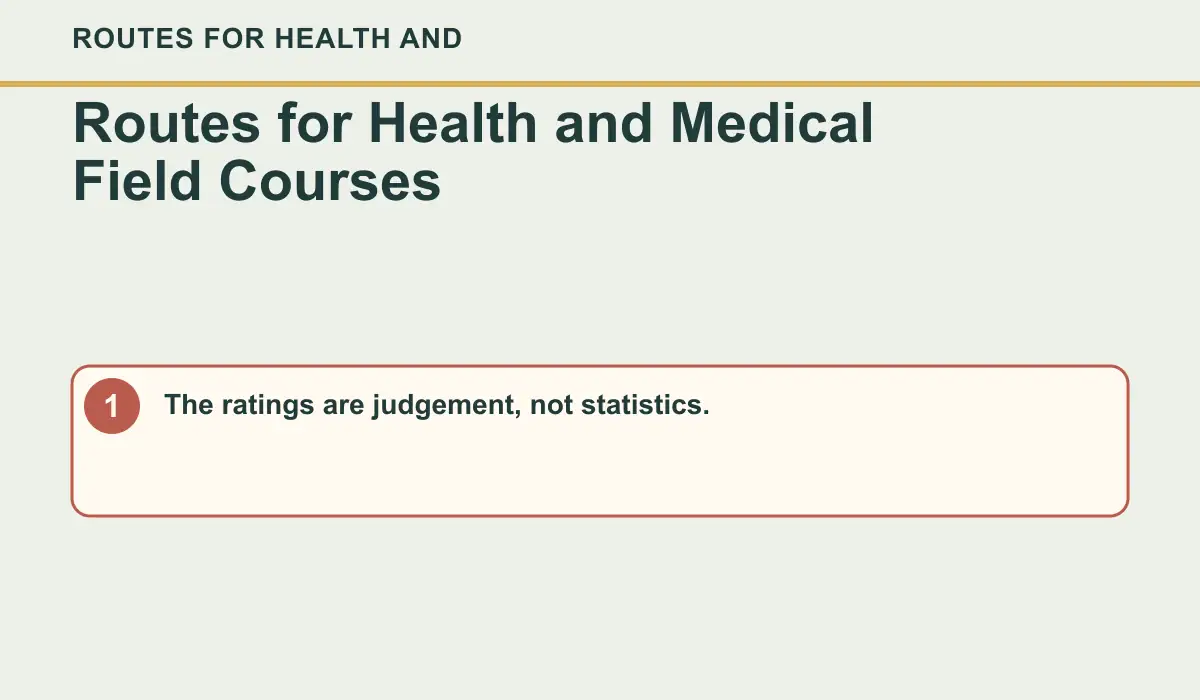 ROUTES FOR HEALTH AND
Routes for Health and Medical
Field Courses
1
The ratings are judgement, not statistics.